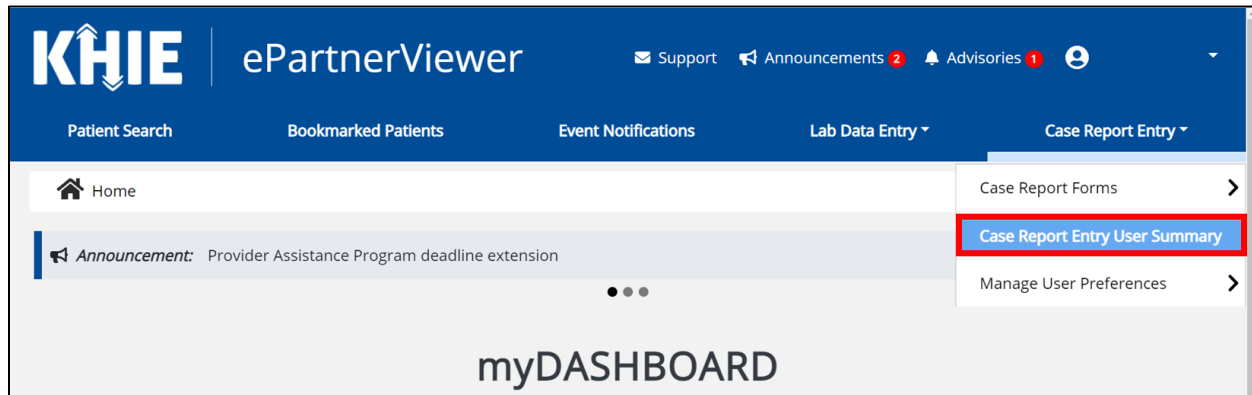 KHIE ePartnerViewer Support Announcements 2 Advisories 1
Patient Search Bookmarked Patients Event Notifications Lab Data Entry Case Report Entry
Home
Case Report Forms
Case Report Entry User Summary
Announcement: Provider Assistance Program deadline extension
Manage User Preferences
myDASHBOARD